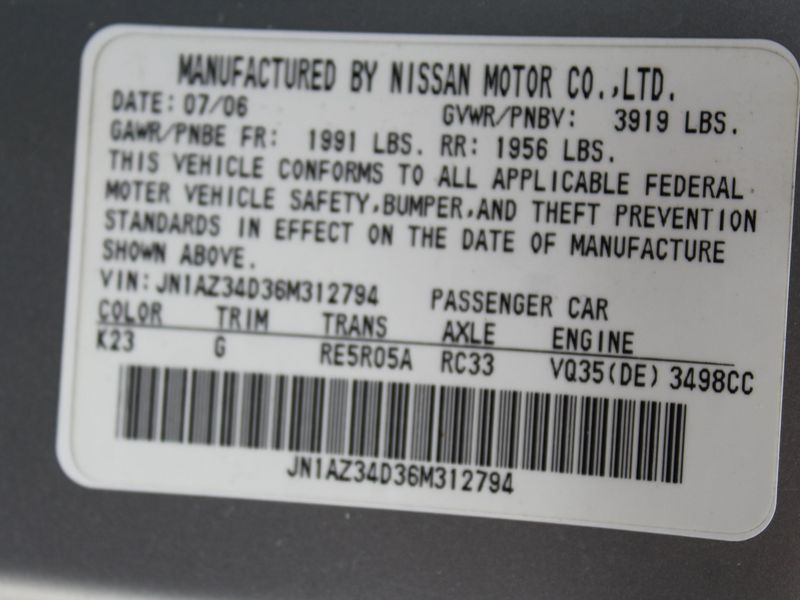 MANUFACTURED BY NISSAN MOTOR CO.,LTD.
DATE: 07/06 GVWR/PNBV: 3919 LBS.
GAWR/PNBE FR: 1991 LBS. RR: 1956 LBS.
THIS VEHICLE CONFORMS TO ALL APPLICABLE FEDERAL
MOTER VEHICLE SAFETY,BUMPER,AND THEFT PREVENTION
STANDARDS IN EFFECT ON THE DATE OF MANUFACTURE
SHOWN ABOVE.
VIN: JN1AZ34D36M312794 PASSENGER CAR
COLOR TRIM TRANS AXLE ENGINE
K23 G RE5R05A RC33 VQ35(DE) 3498CC
JN1AZ34D36M312794